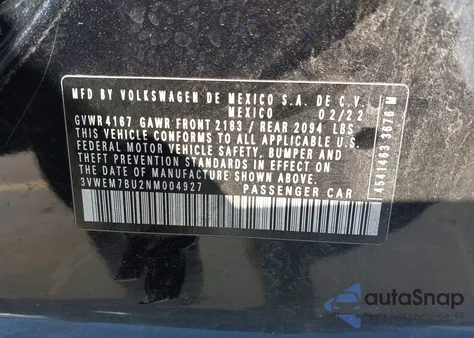 MFD BY VOLKSWAGEN DE MEXICO S.A. DE C.V.
MEXICO 02/22
GVWR 4167 GAWR FRONT 2183 / REAR 2094 LBS
THIS VEHICLE CONFORMS TO ALL APPLICABLE
FEDERAL MOTOR VEHICLE SAFETY, BUMPER AND
THEFT PREVENTION STANDARDS IN EFFECT ON
THE DATE OF MANUFACTURE SHOWN ABOVE.
3VWEM7BU2NM004927 PASSENGER CAR
autoSnap